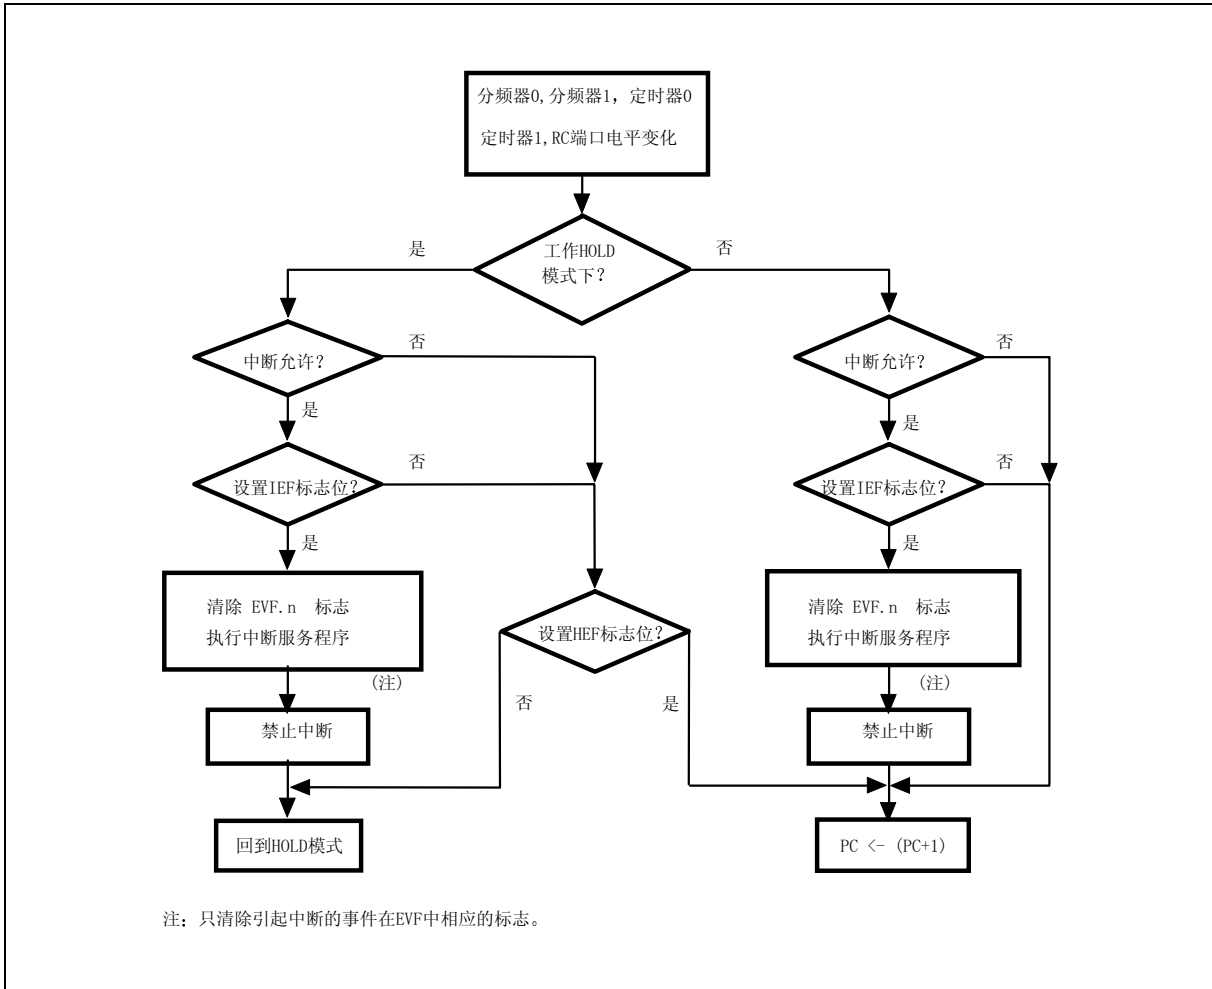 分频器0,分频器1，定时器0
定时器1,RC端口电平变化
工作HOLD
模式下？
是
否
中断允许？
否
中断允许？
否
是
是
设置IEF标志位？
否
设置IEF标志位？
否
是
是
清除 EVF.n 标志
执行中断服务程序
(注)
设置HEF标志位？
清除 EVF.n 标志
执行中断服务程序
(注)
否
是
禁止中断
禁止中断
回到HOLD模式
PC <- (PC+1)
注：只清除引起中断的事件在EVF中相应的标志。